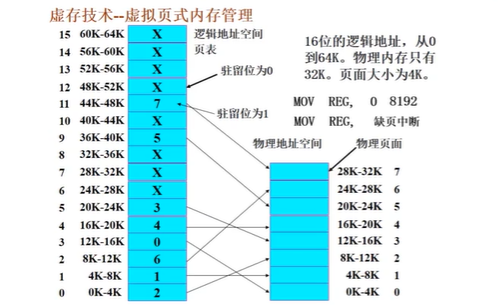 虚存技术--虚拟页式内存管理
15 60K-64K X
14 56K-60K X
13 52K-56K X
12 48K-52K X
11 44K-48K 7
10 40K-44K X
9 36K-40K 5
8 32K-36K X
7 28K-32K X
6 24K-28K X
5 20K-24K 3
4 16K-20K 4
3 12K-16K 0
2 8K-12K 6
1 4K-8K 1
0 0K-4K 2
逻辑地址空间
页表
驻留位为0
驻留位为1
16位的逻辑地址，从0
到64K。物理内存只有
32K。页面大小为4K。
MOV REG, 0 8192
MOV REG, 缺页中断
物理地址空间
物理页面
28K-32K 7
24K-28K 6
20K-24K 5
16K-20K 4
12K-16K 3
8K-12K 2
4K-8K 1
0K-4K 0